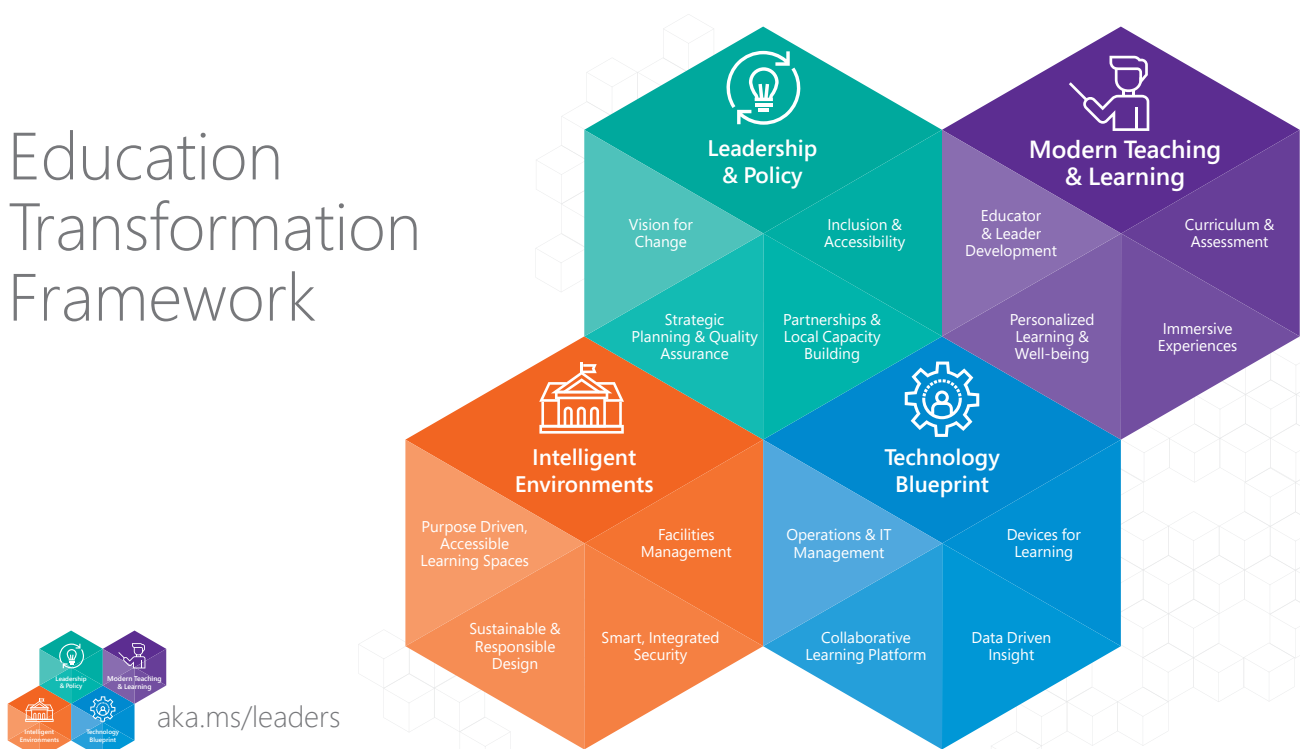 Education
Transformation
Framework
Leadership
& Policy
Vision for
Change
Inclusion &
Accessibility
Strategic
Planning & Quality
Assurance
Partnerships &
Local Capacity
Building
Modern Teaching
& Learning
Educator
& Leader
Development
Curriculum &
Assessment
Personalized
Learning &
Well-being
Immersive
Experiences
Intelligent
Environments
Purpose Driven,
Accessible
Learning Spaces
Facilities
Management
Sustainable &
Responsible
Design
Smart, Integrated
Security
Technology
Blueprint
Operations & IT
Management
Devices for
Learning
Collaborative
Learning Platform
Data Driven
Insight
Leadership
& Policy
Modern Teaching
& Learning
Intelligent
Environments
Technology
Blueprint
aka.ms/leaders